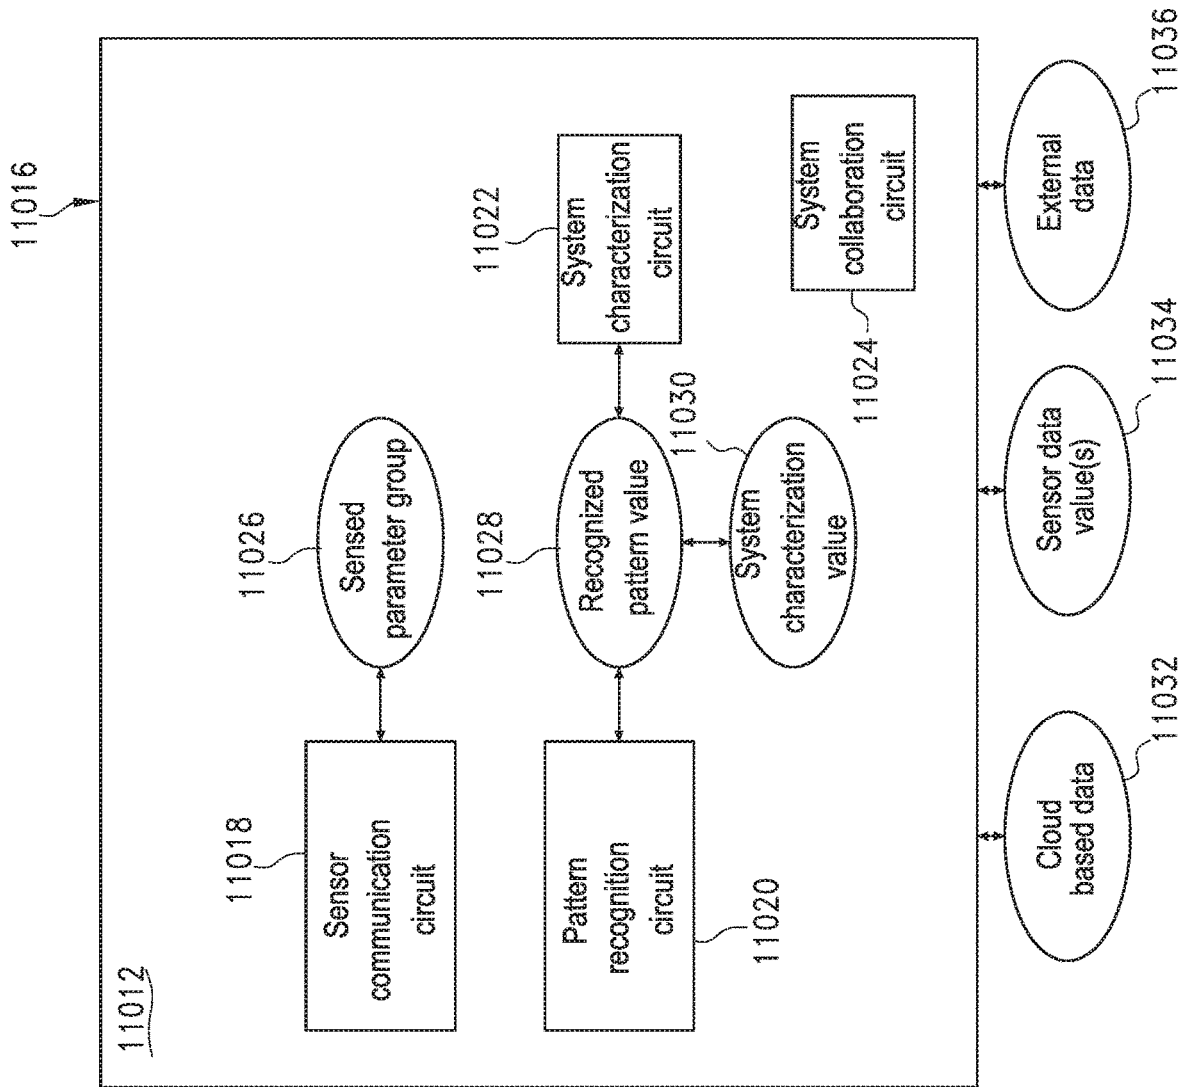 11016
11012
11018
Sensor
communication
circuit
11026
Sensed
parameter group
11020
Pattern
recognition
circuit
11028
Recognized
pattern value
11022
System
characterization
circuit
11030
System
characterization
value
11024
System
collaboration
circuit
11032
Cloud
based data
11034
Sensor data
value(s)
11036
External
data